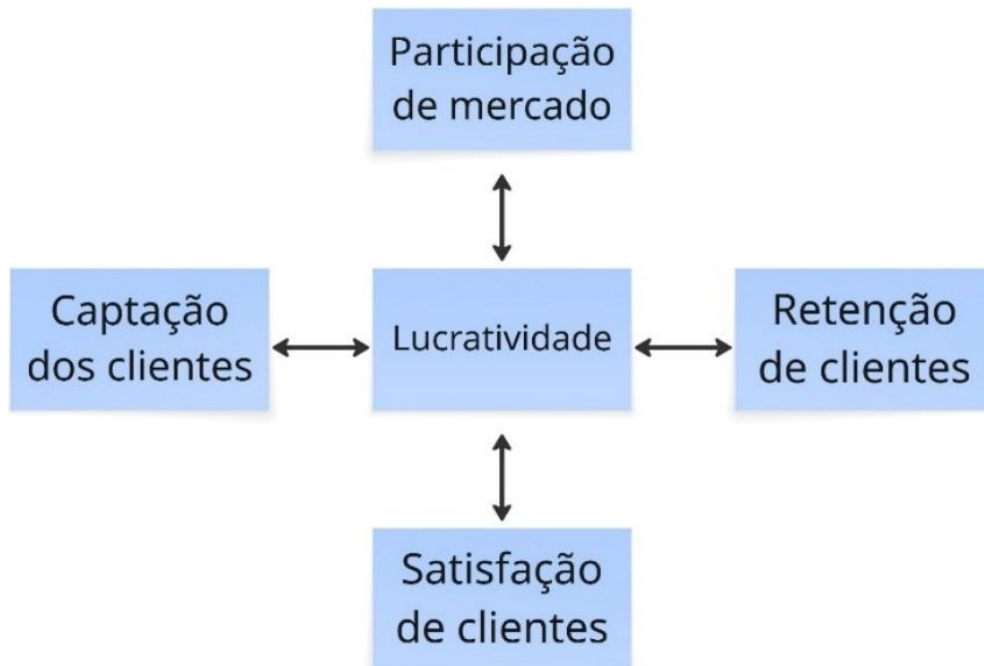 Participação
de mercado
Captação
dos clientes
Lucratividade
Retenção
de clientes
Satisfação
de clientes